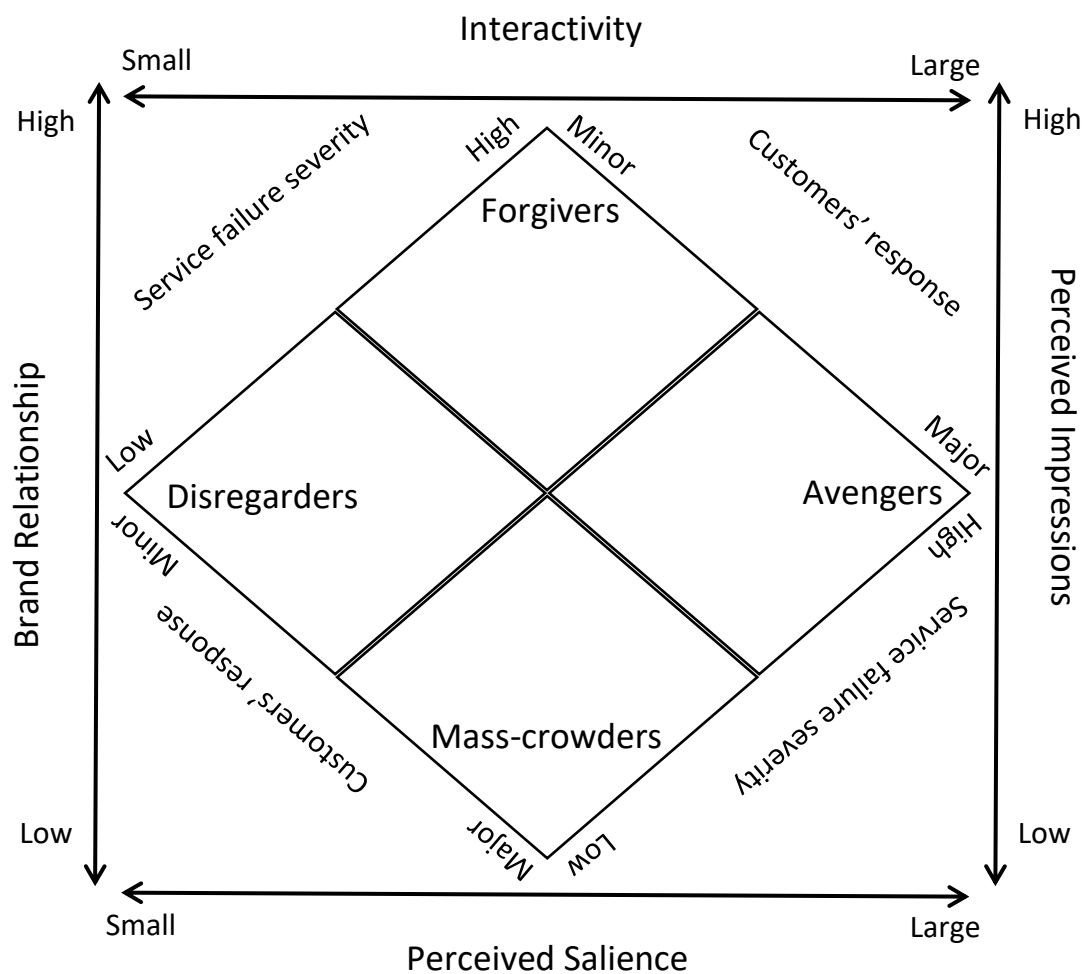 Interactivity
Small
Large
High
High
Service failure severity
High
Minor
Customers’ response
Forgivers
Brand Relationship
Perceived Impressions
Low
Major
Disregarders
Avengers
Minor
High
Customers’ response
Service failure severity
Mass-crowders
Major
Low
Low
Low
Small
Large
Perceived Salience